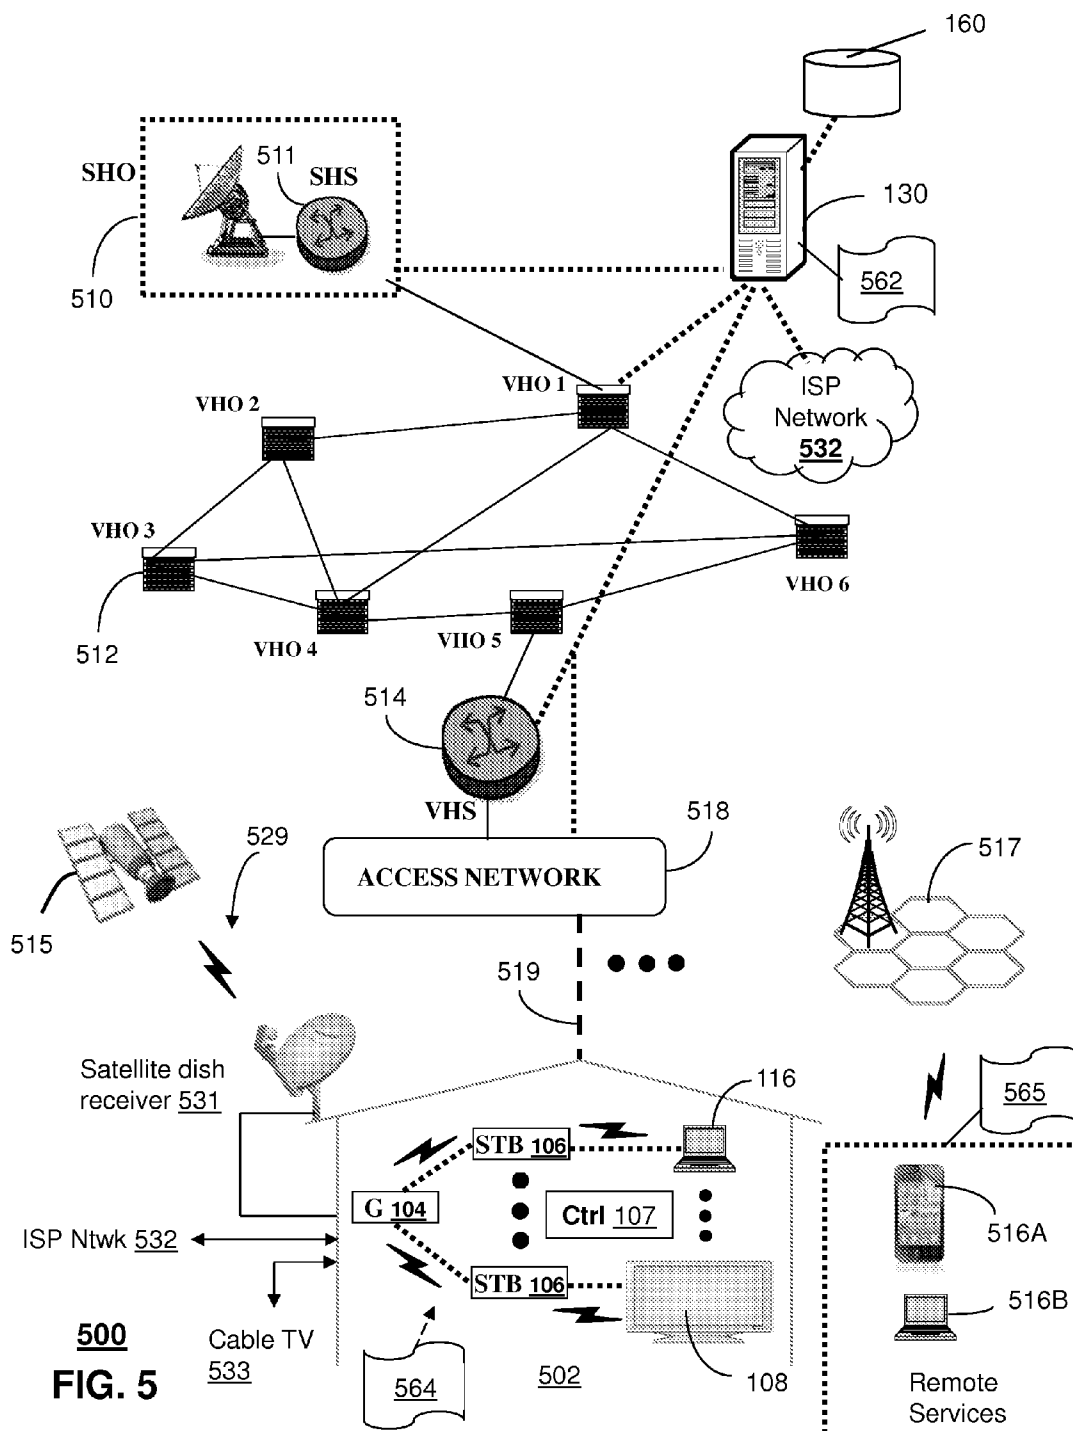 160
SHO
511
SHS
130
510
562
VHO 1
ISP
Network
532
VHO 2
VHO 3
VHO 6
512
VHO 4
VIIO 5
514
VHS
518
529
ACCESS NETWORK
517
515
519
Satellite dish
receiver 531
116
565
STB 106
G 104
Ctrl 107
516A
ISP Ntwk 532
STB 106
516B
Cable TV
533
500
FIG. 5
564
502
108
Remote
Services